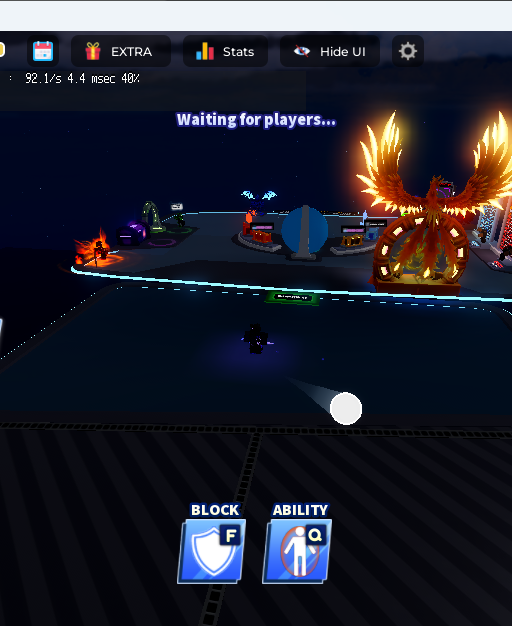 EXTRA
Stats
Hide UI
: 92.1/s 4.4 msec 40%
Waiting for players...
BLOCK
ABILITY
F
Q